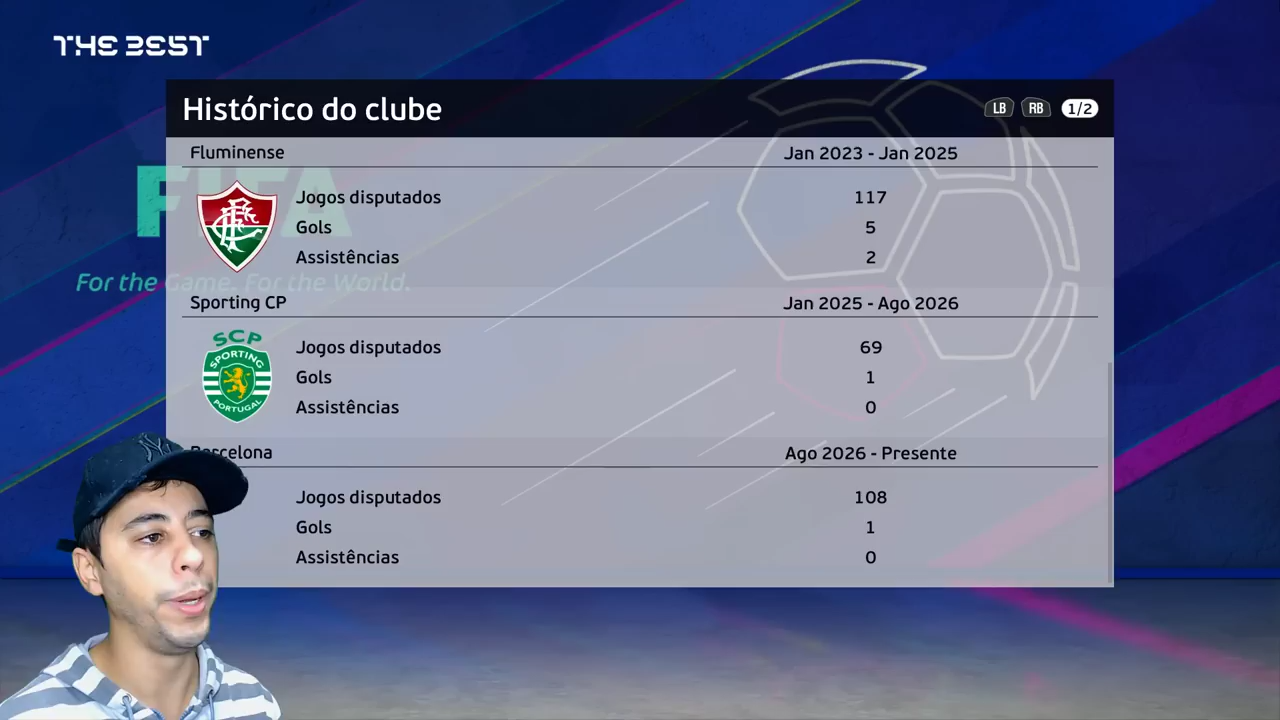 THE BEST
Histórico do clube
LB RB 1/2
Fluminense Jan 2023 - Jan 2025
Jogos disputados 117
Gols 5
Assistências 2
FIFA
For the Game. For the World.
Sporting CP Jan 2025 - Ago 2026
SCP
SPORTING
PORTUGAL
Jogos disputados 69
Gols 1
Assistências 0
Barcelona Ago 2026 - Presente
Jogos disputados 108
Gols 1
Assistências 0